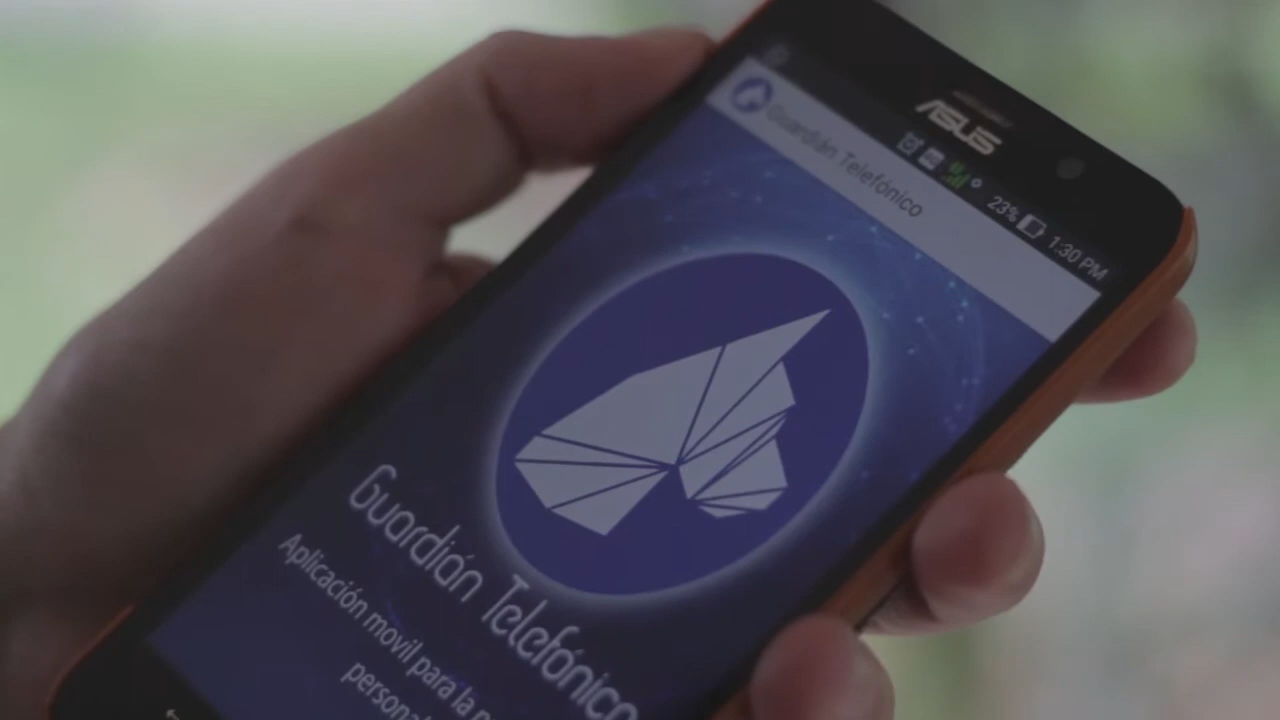 ASUS
23% 1:30 PM
Guardián Telefónico
Guardián Telefónico
Aplicación movil para la